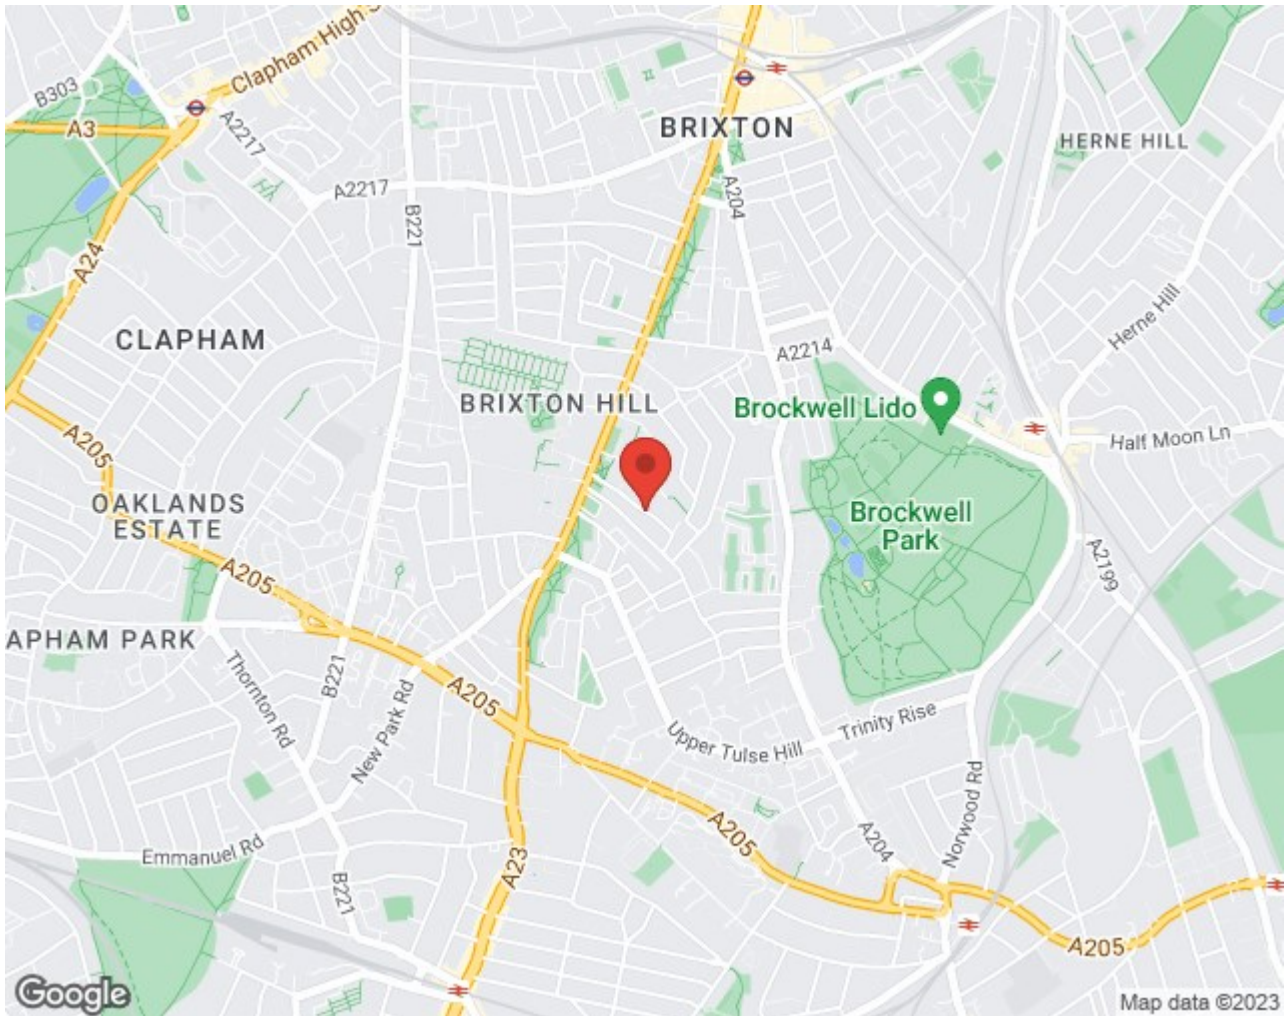 Clapham High S
B303
A3
A2217
BRIXTON
HERNE HILL
A2217
A204
B221
A24
Herne Hill
CLAPHAM
A2214
BRIXTON HILL
Brockwell Lido
A205
Half Moon Ln
OAKLANDS
ESTATE
Brockwell
Park
A205
A2199
APHAM PARK
Thornton Rd
B221
New Park Rd
A205
Trinity Rise
Upper Tulse Hill
Norwood Rd
A205
A204
Emmanuel Rd
A23
B221
A205
Google
Map data ©2023